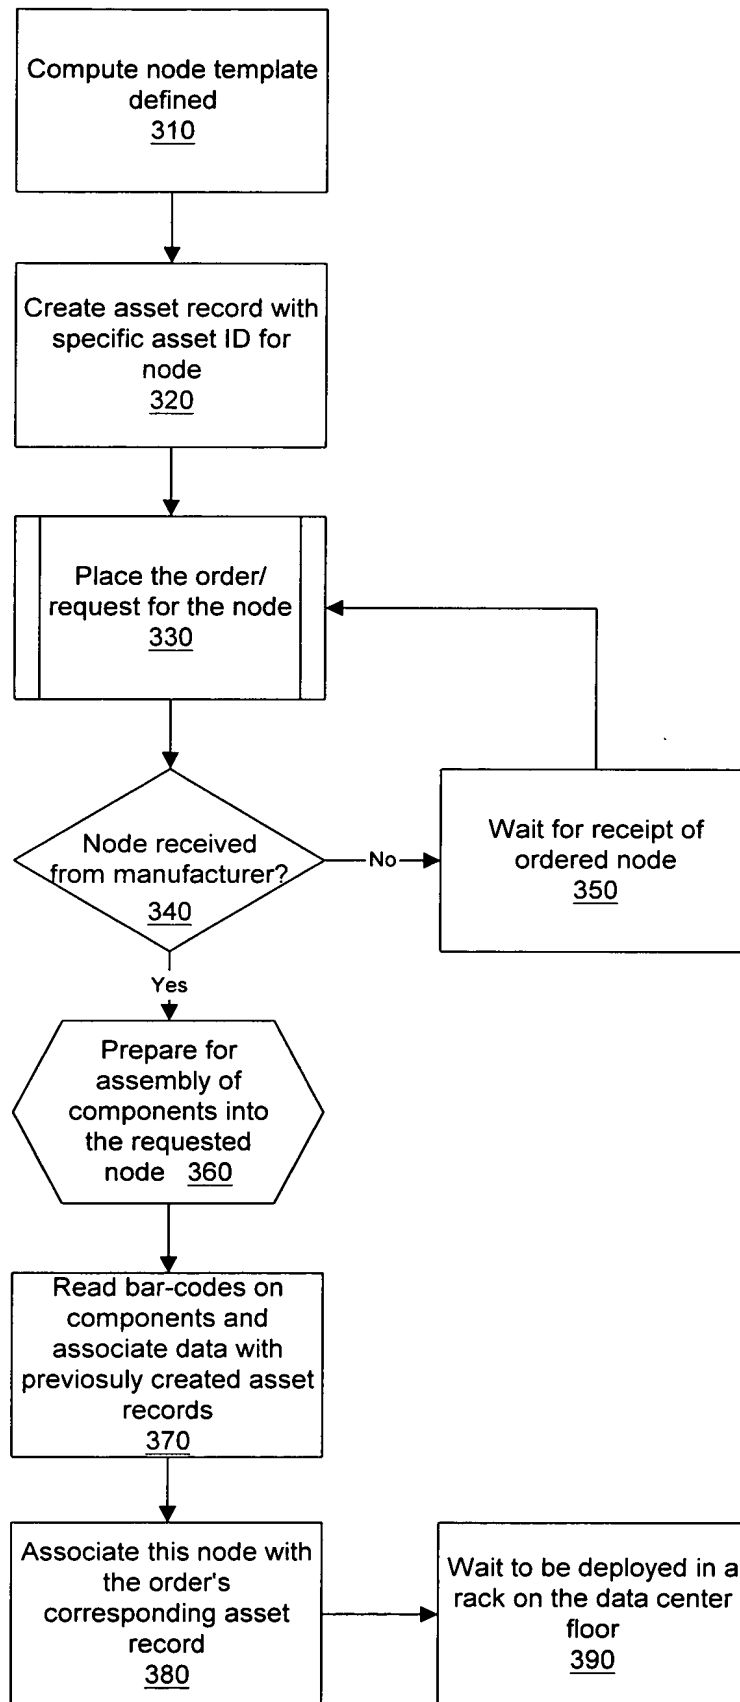 Compute node template
defined
310
Create asset record with
specific asset ID for
node
320
Place the order/
request for the node
330
Node received
from manufacturer?
340
No
Wait for receipt of
ordered node
350
Yes
Prepare for
assembly of
components into
the requested
node 360
Read bar-codes on
components and
associate data with
previosuly created asset
records
370
Associate this node with
the order's
corresponding asset
record
380
Wait to be deployed in a
rack on the data center
floor
390